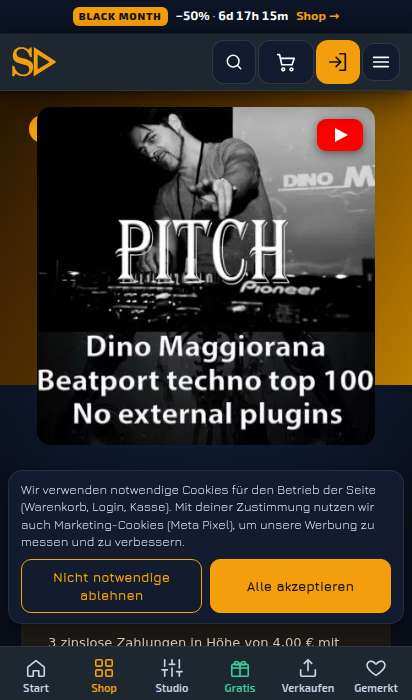 BLACK MONTH −50% · 6d 17h 15m Shop →
S
DINO M
PITCH
Pioneer
Dino Maggiorana
Beatport techno top 100
No external plugins
Wir verwenden notwendige Cookies für den Betrieb der Seite
(Warenkorb, Login, Kasse). Mit deiner Zustimmung nutzen wir
auch Marketing-Cookies (Meta Pixel), um unsere Werbung zu
messen und zu verbessern.
Nicht notwendige
ablehnen
Alle akzeptieren
3 zinslose Zahlungen in Höhe von 4,00 € mit
Start Shop Studio Gratis Verkaufen Gemerkt